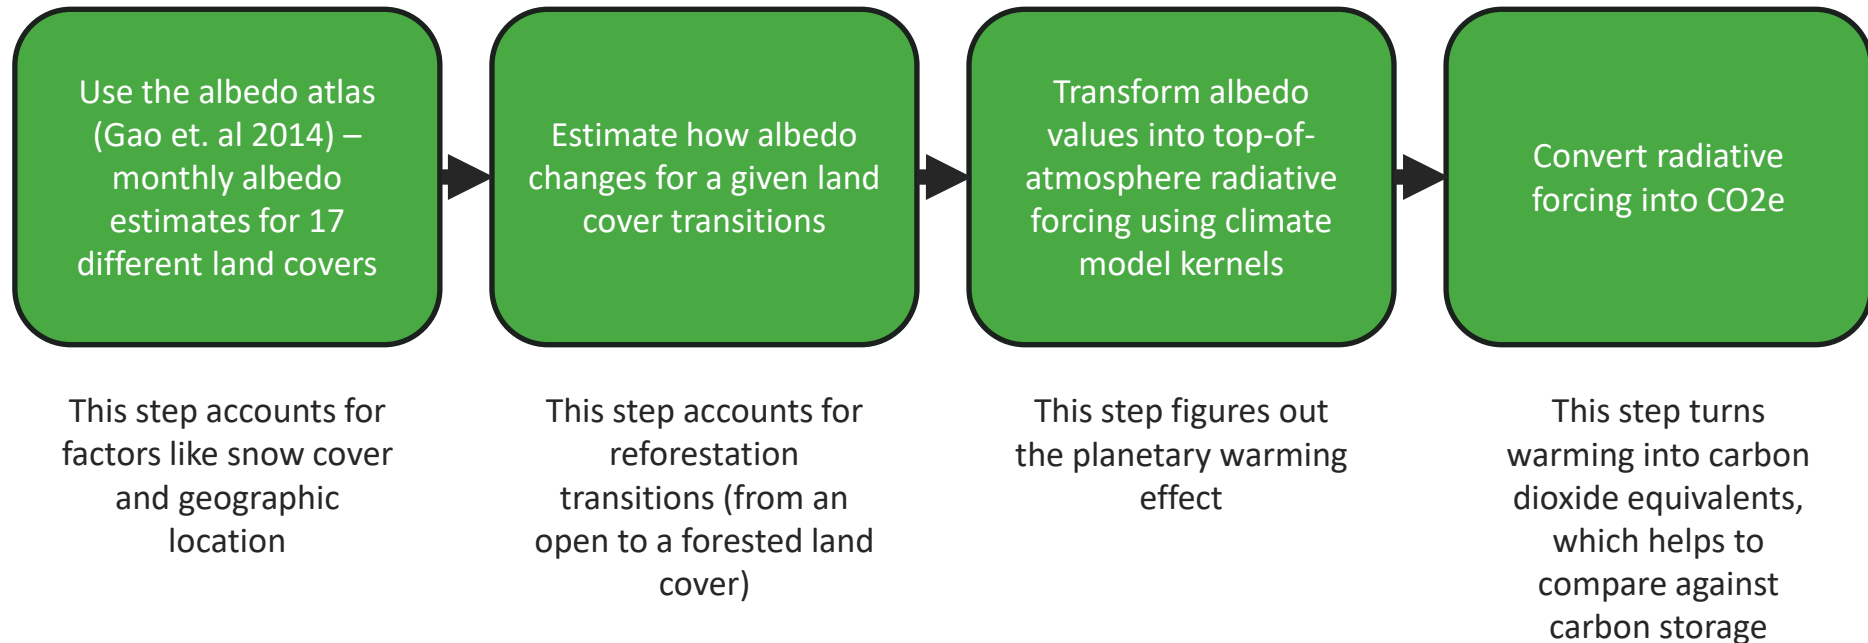 Use the albedo atlas
(Gao et. al 2014) –
monthly albedo
estimates for 17
different land covers
Estimate how albedo
changes for a given land
cover transitions
Transform albedo
values into top-of-
atmosphere radiative
forcing using climate
model kernels
Convert radiative
forcing into CO2e
This step accounts for
factors like snow cover
and geographic
location
This step accounts for
reforestation
transitions (from an
open to a forested land
cover)
This step figures out
the planetary warming
effect
This step turns
warming into carbon
dioxide equivalents,
which helps to
compare against
carbon storage